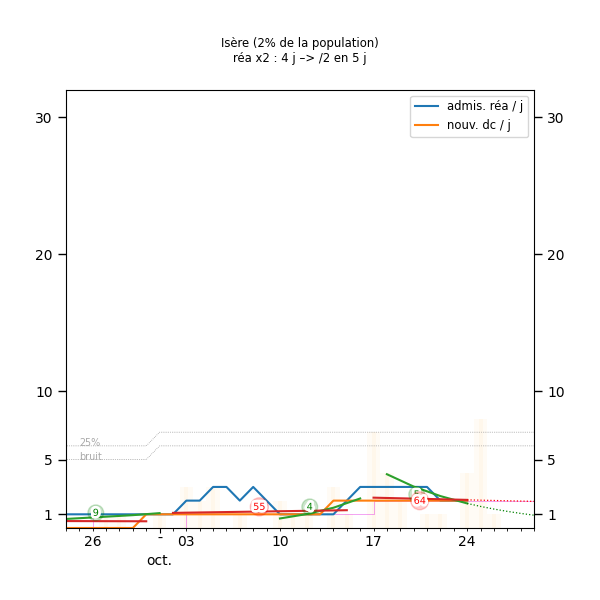 Isère (2% de la population)
réa x2 : 4 j –> /2 en 5 j
admis. réa / j
nouv. dc / j
30 30
20 20
10 10
25%
bruit
5 5
9 55 4 64
1 1
26 - 03 10 17 24
oct.